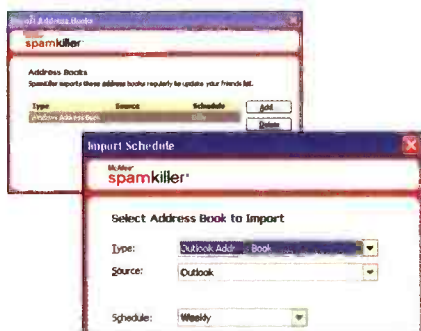 Import Address Books
spamkiller
Address Books
SpamKiller imports these address books regularly to update your friends list.
Type Source Schedule Add
Windows Address Book Daily
Delete
Import Schedule
McAfee
spamkiller
Select Address Book to Import
Type: Outlook Addr Book
Source: Outlook
Schedule: Weekly